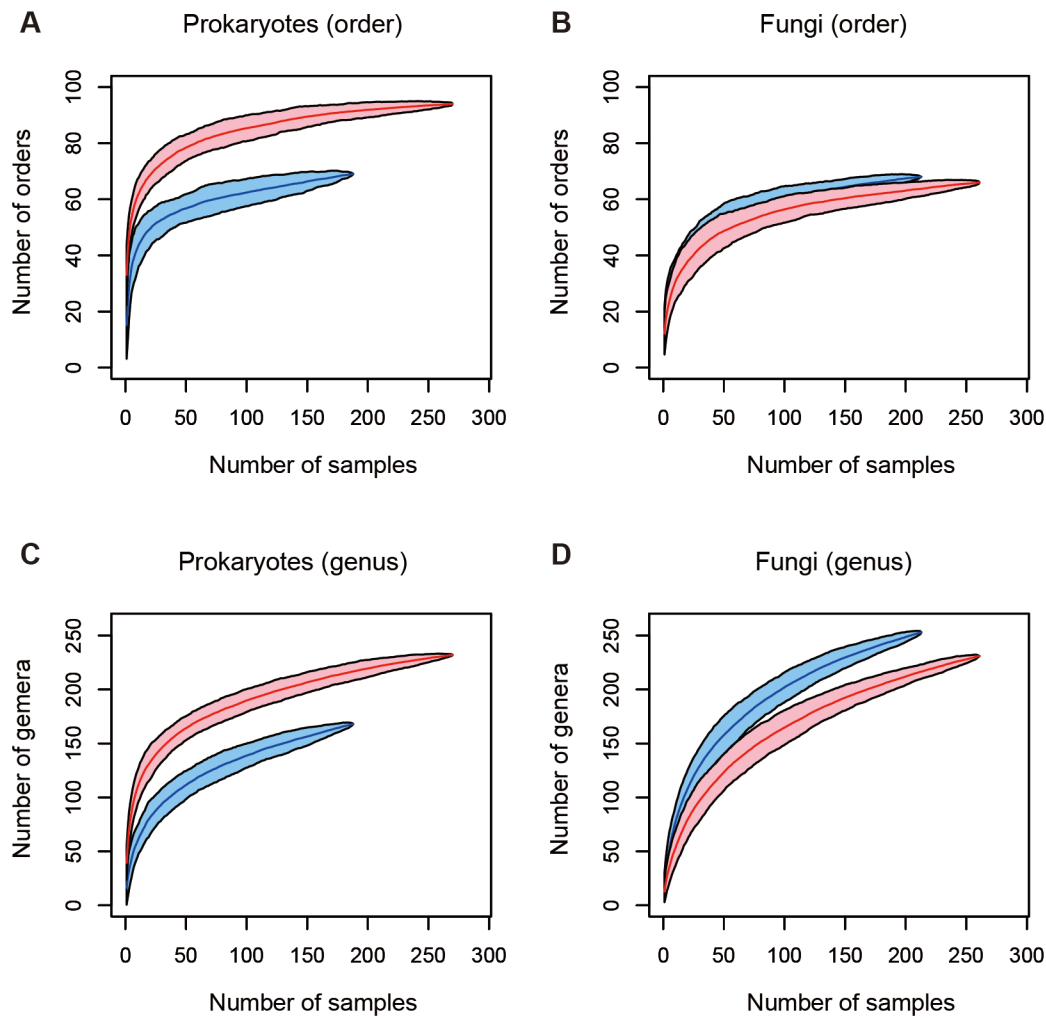 A
Prokaryotes (order)
Number of orders
100
80
60
40
20
0
0 50 100 150 200 250 300
Number of samples
B
Fungi (order)
Number of orders
100
80
60
40
20
0
0 50 100 150 200 250 300
Number of samples
C
Prokaryotes (genus)
Number of gemera
250
200
150
100
50
0
0 50 100 150 200 250 300
Number of samples
D
Fungi (genus)
Number of genera
250
200
150
100
50
0
0 50 100 150 200 250 300
Number of samples